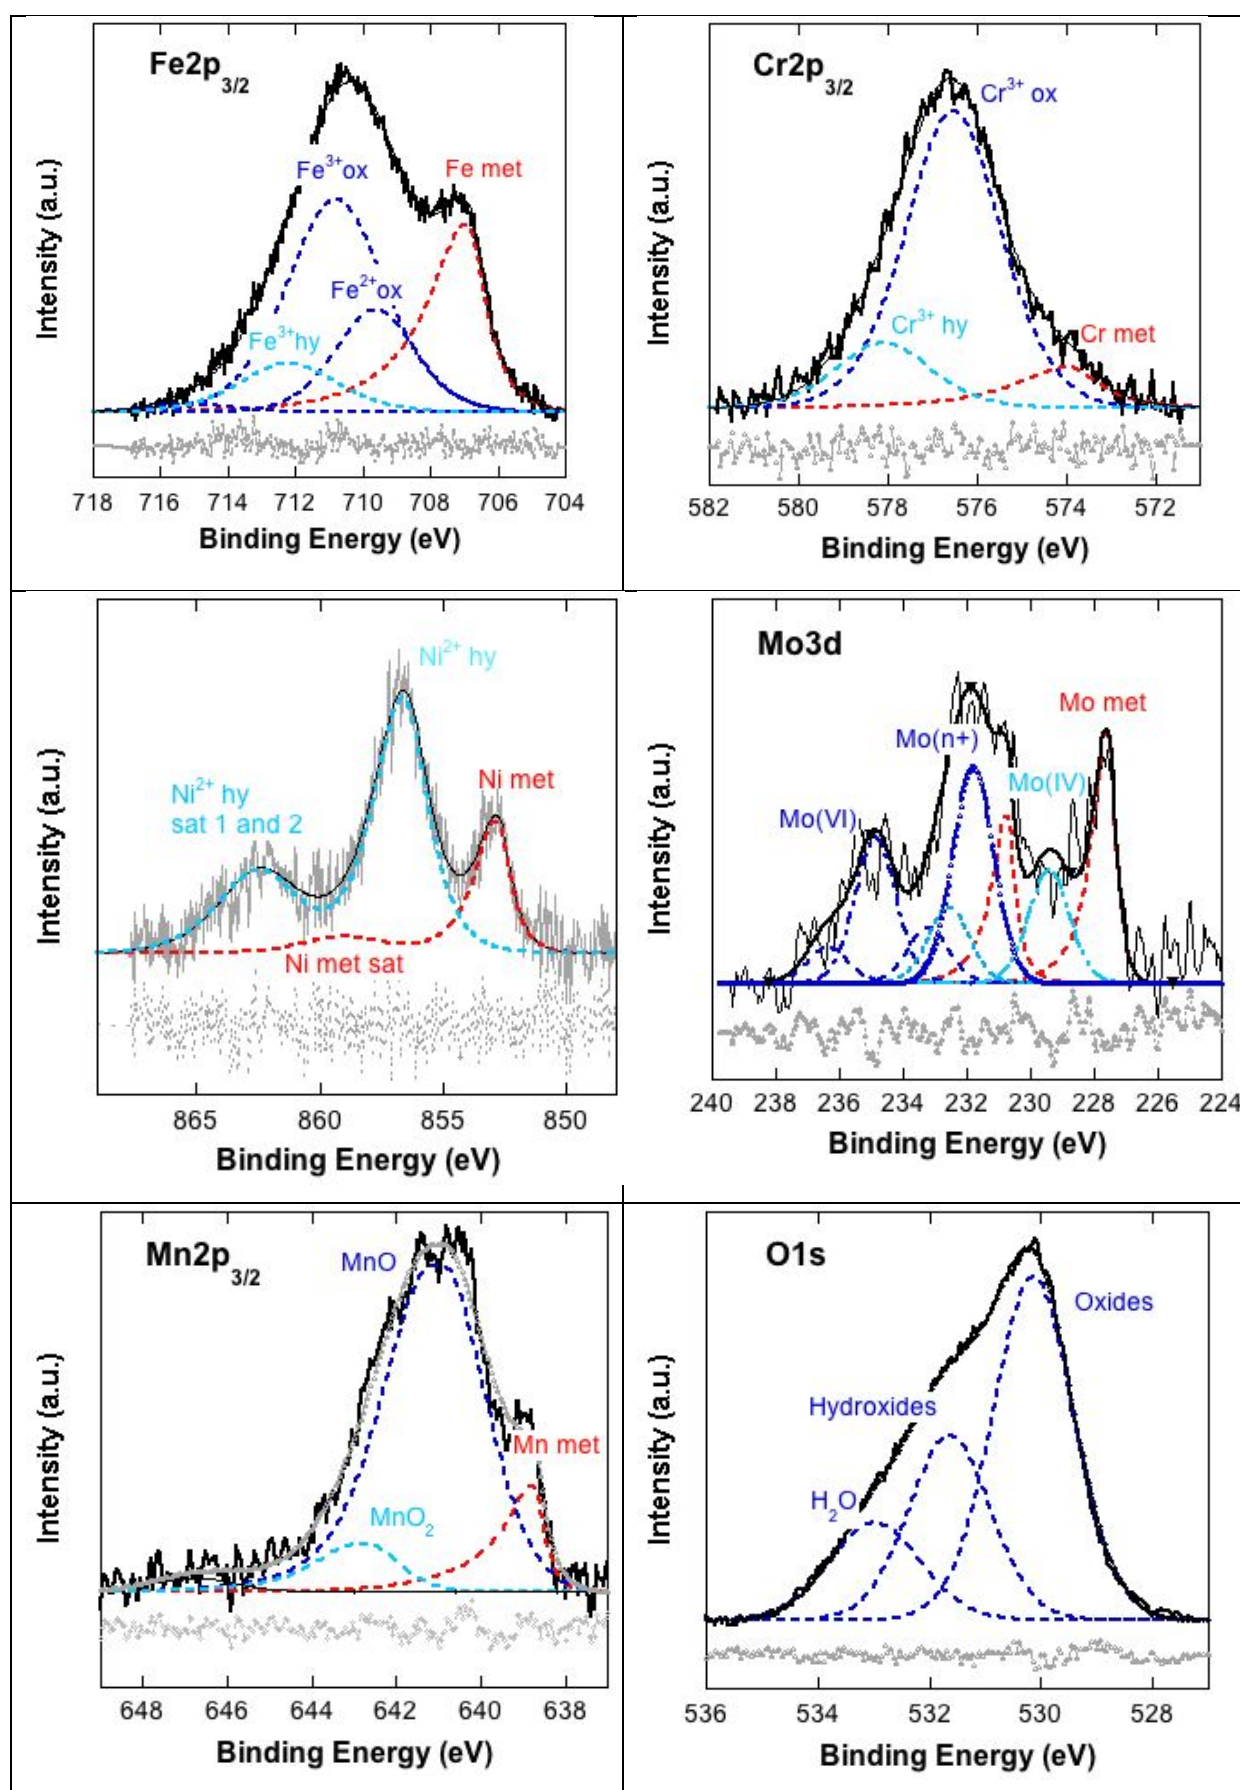 Fe2p3/2
Fe3+ox
Fe met
Fe2+ox
Fe3+hy
Intensity (a.u.)
718 716 714 712 710 708 706 704
Binding Energy (eV)
Cr2p3/2
Cr3+ ox
Cr3+ hy
Cr met
Intensity (a.u.)
582 580 578 576 574 572
Binding Energy (eV)
Ni2+ hy
Ni met
Ni2+ hy
sat 1 and 2
Ni met sat
Intensity (a.u.)
865 860 855 850
Binding Energy (eV)
Mo3d
Mo met
Mo(n+)
Mo(IV)
Mo(VI)
Intensity (a.u.)
240 238 236 234 232 230 228 226 224
Binding Energy (eV)
Mn2p3/2
MnO
Mn met
MnO2
Intensity (a.u.)
648 646 644 642 640 638
Binding Energy (eV)
O1s
Oxides
Hydroxides
H2O
Intensity (a.u.)
536 534 532 530 528
Binding Energy (eV)